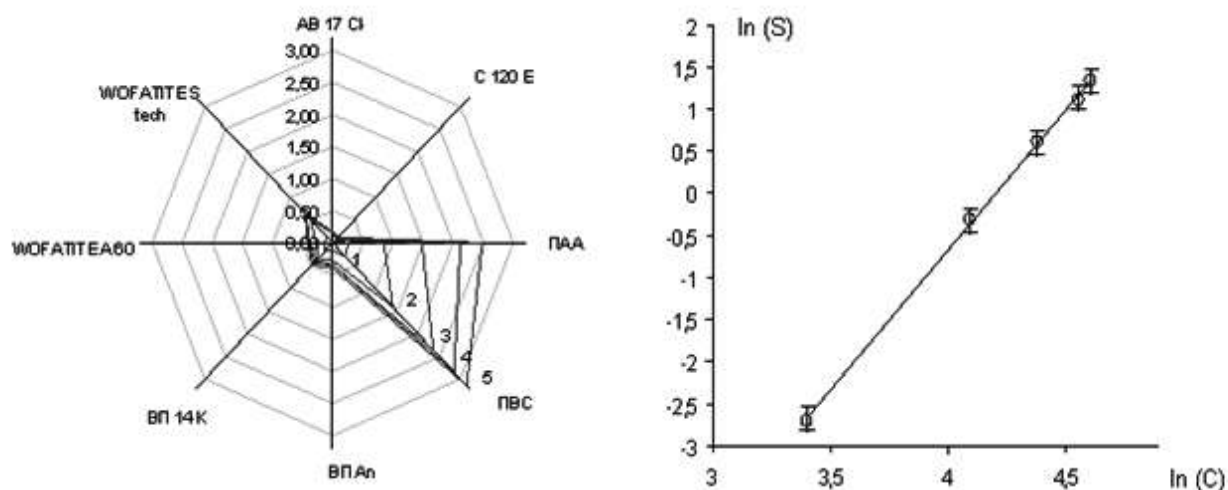 АВ 17 Cl
3,00
2,50
2,00
1,50
1,00
0,50
0,00
С 120 Е
ПАА
ПВС
ВПАп
ВП 14К
WOFATITEA60
WOFATITES
tech
1
2
3
4
5
ln (S)
2
1,5
1
0,5
0
-0,5
-1
-1,5
-2
-2,5
-3
3
3,5
4
4,5
ln (C)